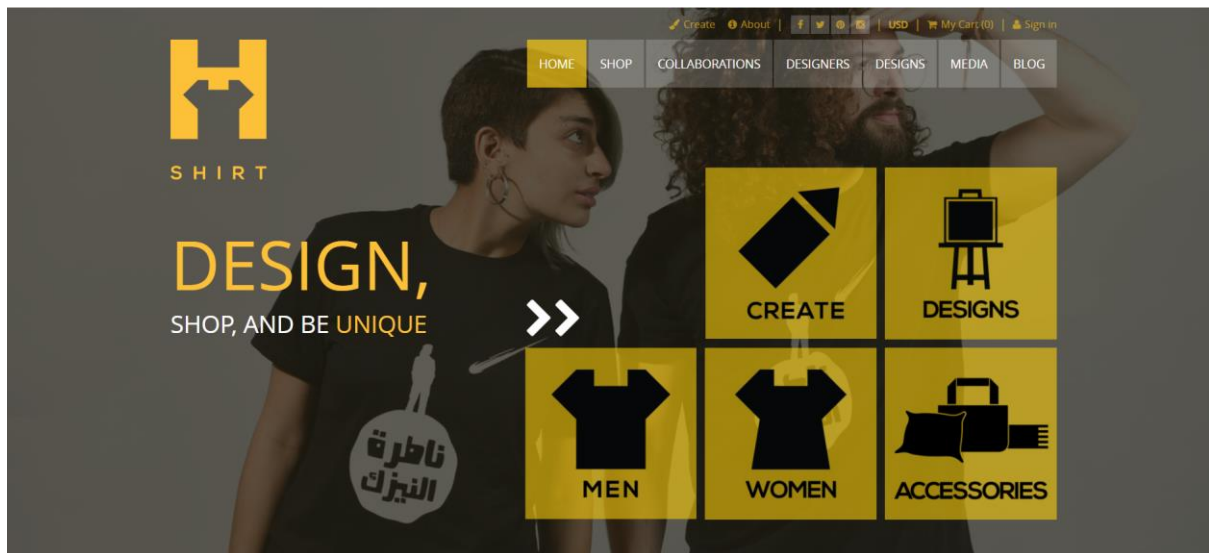 Create About | | USD | My Cart (0) | Sign in
HOME SHOP COLLABORATIONS DESIGNERS DESIGNS MEDIA BLOG
H
SHIRT
DESIGN,
SHOP, AND BE UNIQUE
CREATE
DESIGNS
MEN
WOMEN
ACCESSORIES
ناطرة
النيزك